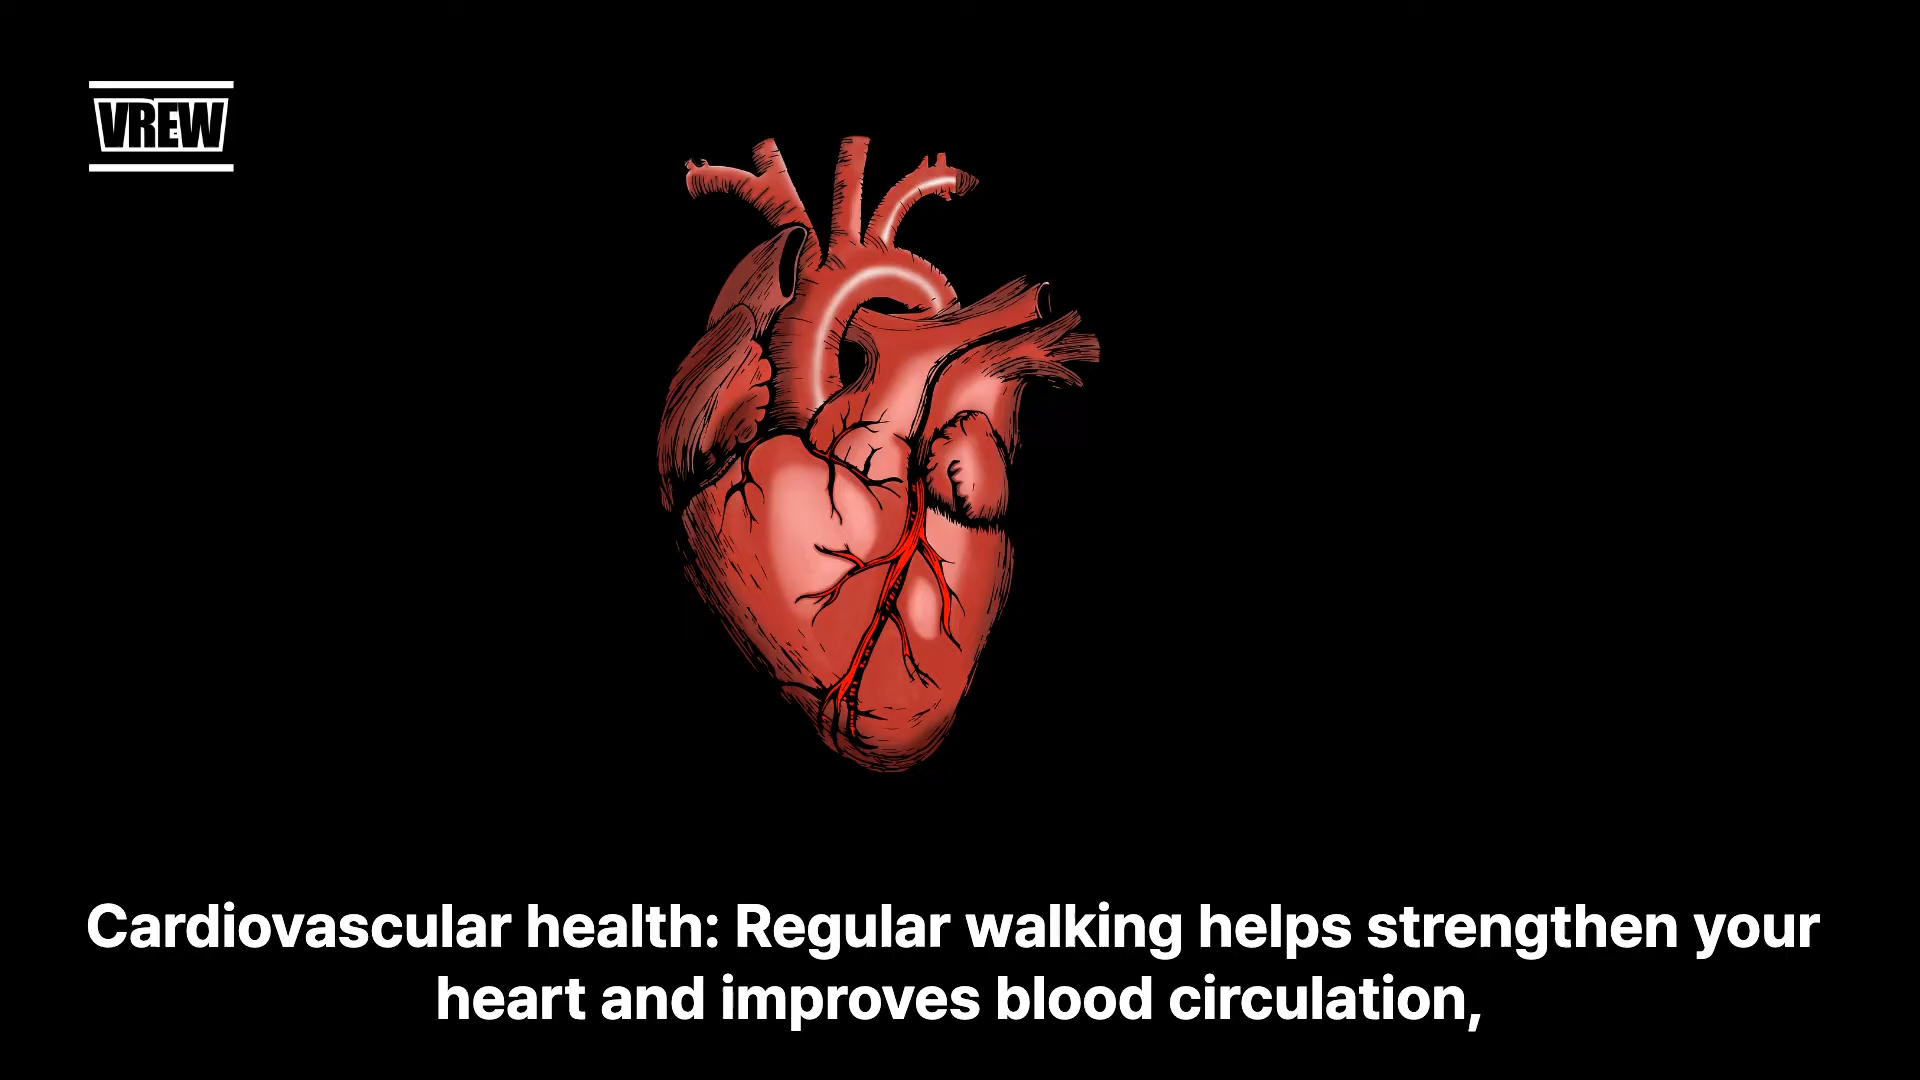 VREW
Cardiovascular health: Regular walking helps strengthen your
heart and improves blood circulation,